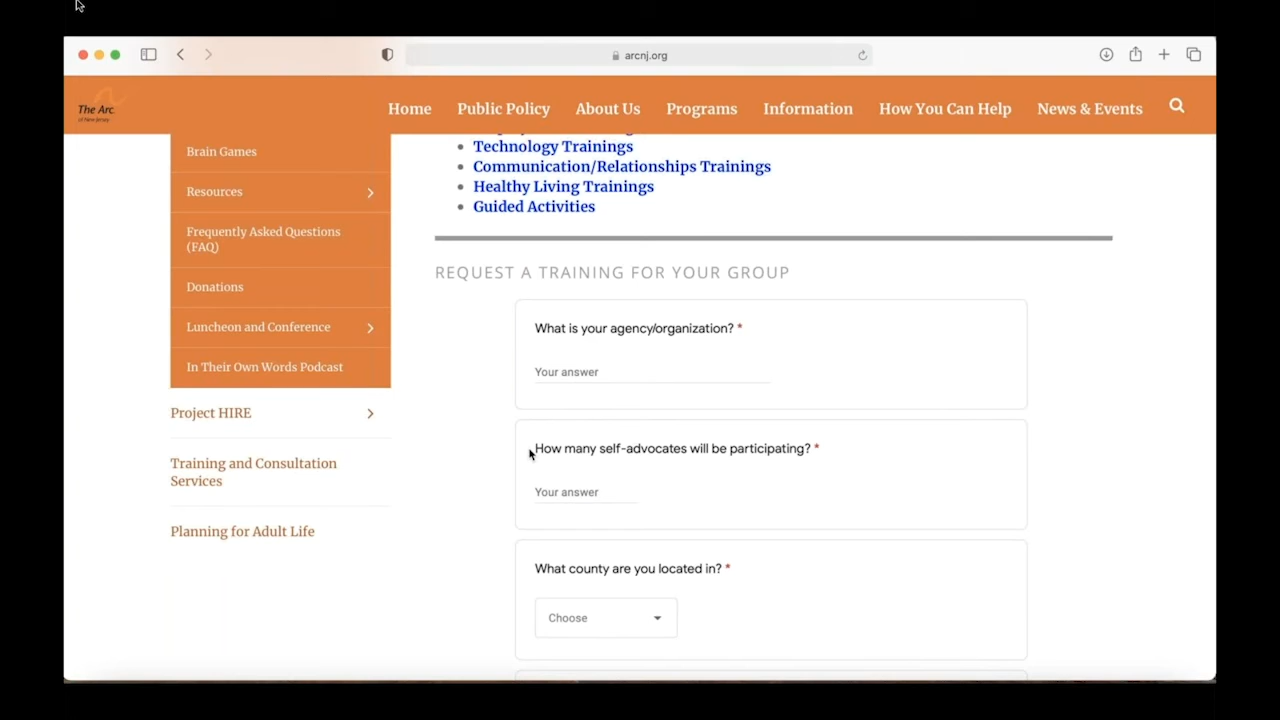 arcnj.org
The Arc
of New Jersey
Home
Public Policy
About Us
Programs
Information
How You Can Help
News & Events
Brain Games
Resources
Frequently Asked Questions
(FAQ)
Donations
Luncheon and Conference
In Their Own Words Podcast
Project HIRE
Training and Consultation
Services
Planning for Adult Life
Technology Trainings
Communication/Relationships Trainings
Healthy Living Trainings
Guided Activities
REQUEST A TRAINING FOR YOUR GROUP
What is your agency/organization? *
Your answer
How many self-advocates will be participating? *
Your answer
What county are you located in? *
Choose